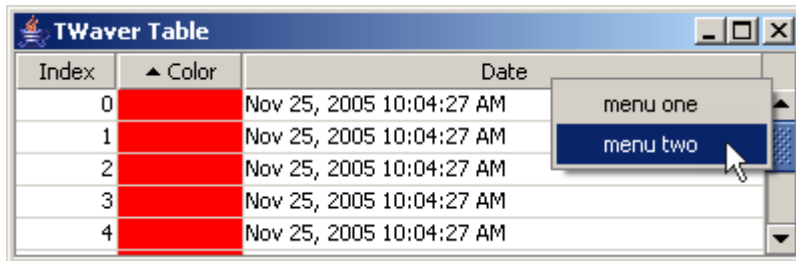 TWaver Table
Index Color Date
0 Nov 25, 2005 10:04:27 AM menu one
1 Nov 25, 2005 10:04:27 AM menu two
2 Nov 25, 2005 10:04:27 AM
3 Nov 25, 2005 10:04:27 AM
4 Nov 25, 2005 10:04:27 AM